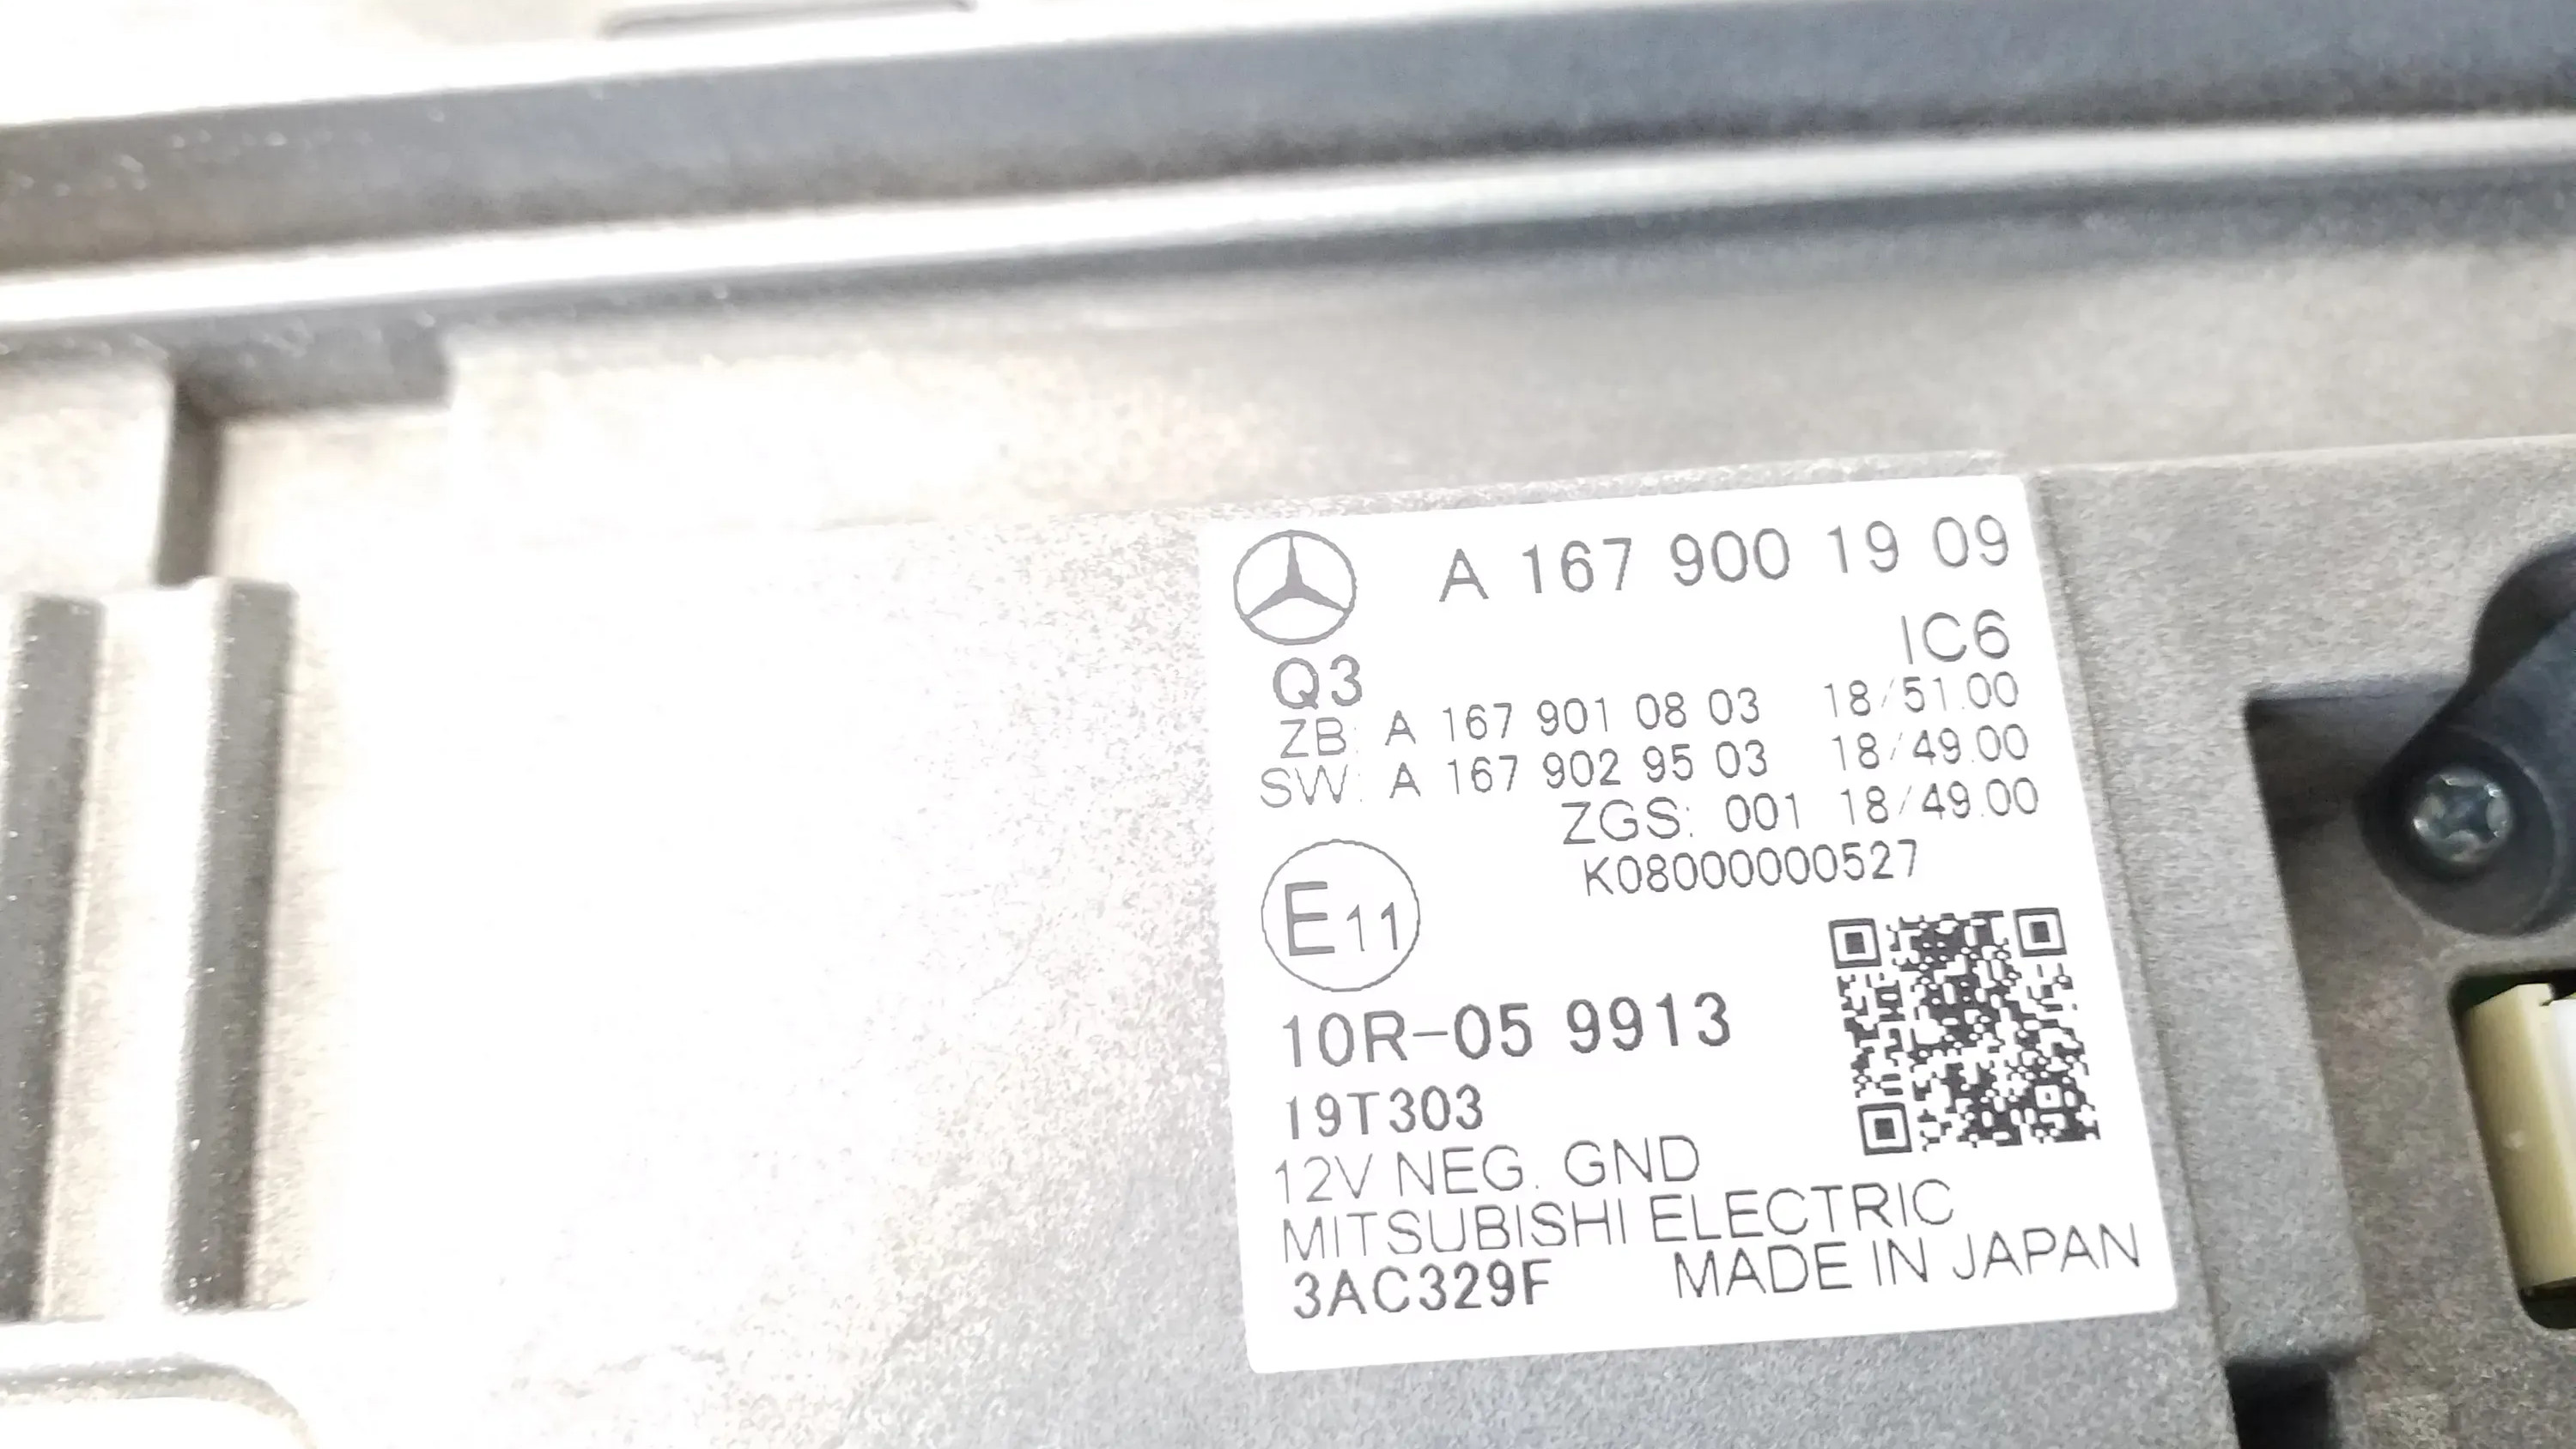 A 167 900 19 09
IC6
Q3
ZB: A 167 901 08 03 18/51.00
SW: A 167 902 95 03 18/49.00
ZGS: 001 18/49.00
K08000000527
E11
10R-05 9913
19T303
12V NEG. GND
MITSUBISHI ELECTRIC
3AC329F MADE IN JAPAN